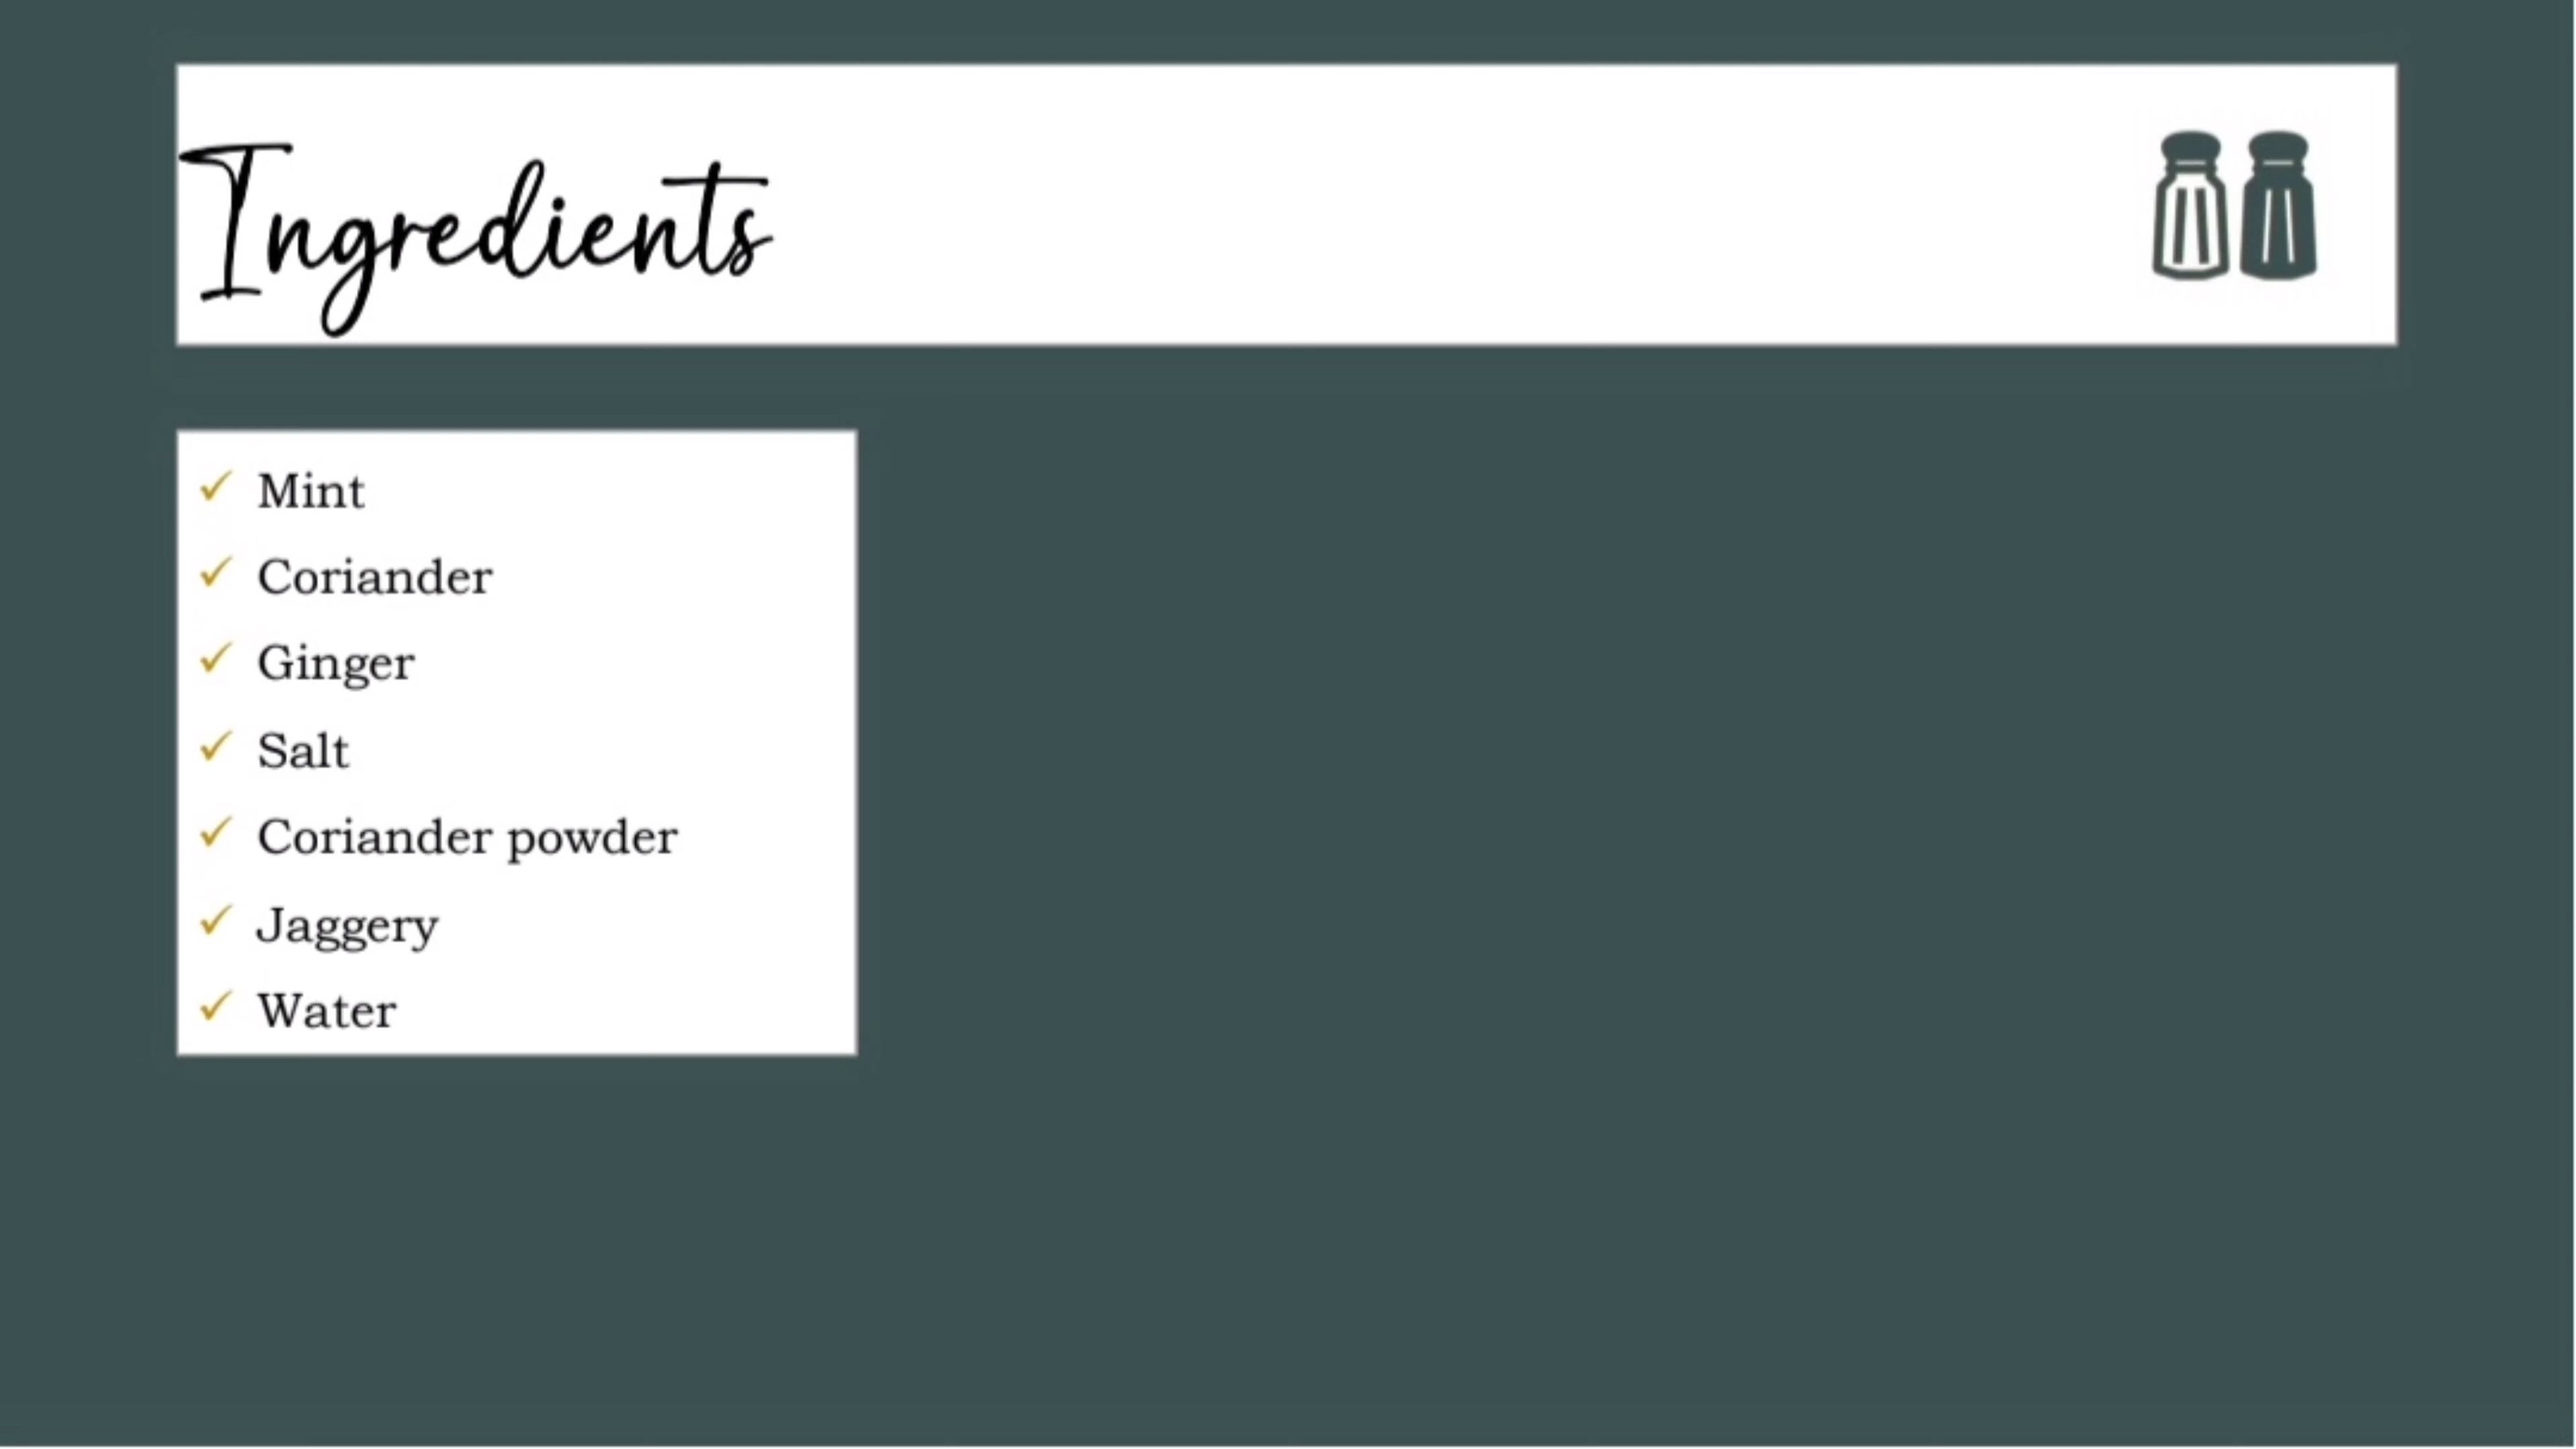 Ingredients
Mint
Coriander
Ginger
Salt
Coriander powder
Jaggery
Water